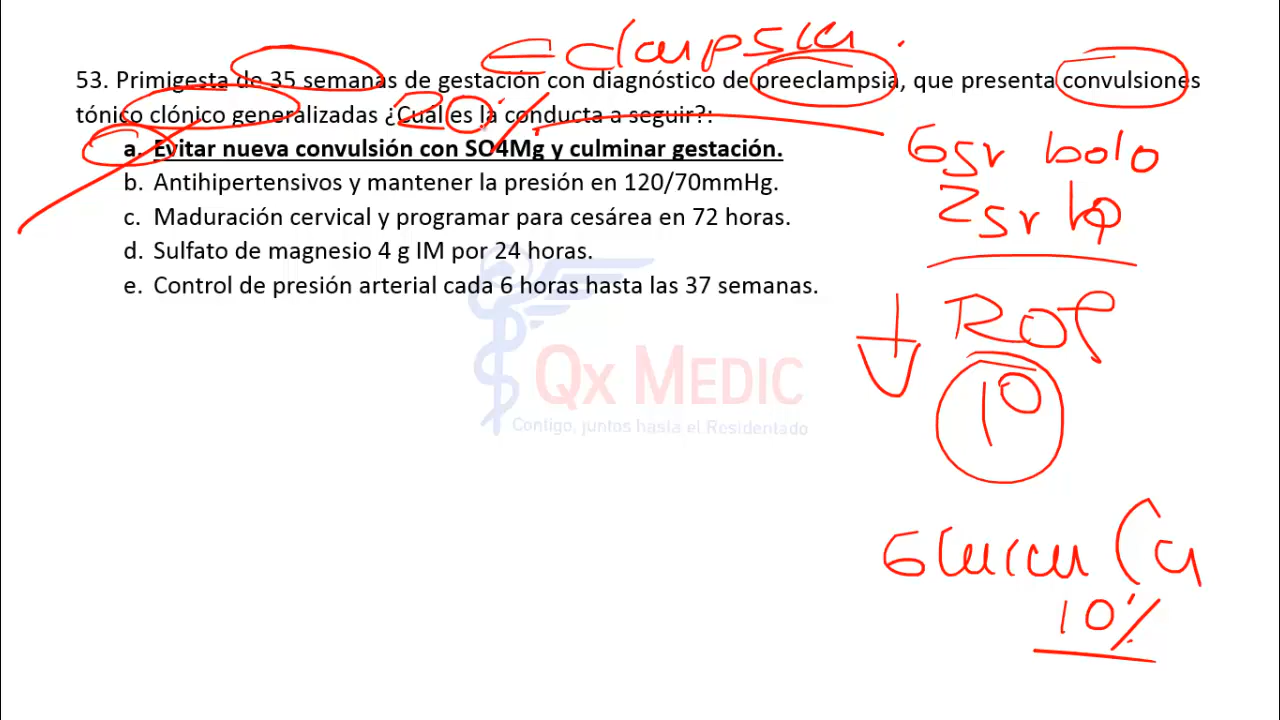 Eclampsia.
53. Primigesta de 35 semanas de gestación con diagnóstico de preeclampsia, que presenta convulsiones
tónico clónico generalizadas ¿Cuál es la conducta a seguir?:
20%
a. Evitar nueva convulsión con SO4Mg y culminar gestación.
b. Antihipertensivos y mantener la presión en 120/70mmHg.
c. Maduración cervical y programar para cesárea en 72 horas.
d. Sulfato de magnesio 4 g IM por 24 horas.
e. Control de presión arterial cada 6 horas hasta las 37 semanas.
6gr bolo
2gr
↓ ROT
10
10%
Qx MEDIC
Contigo, juntos hasta el Residentado